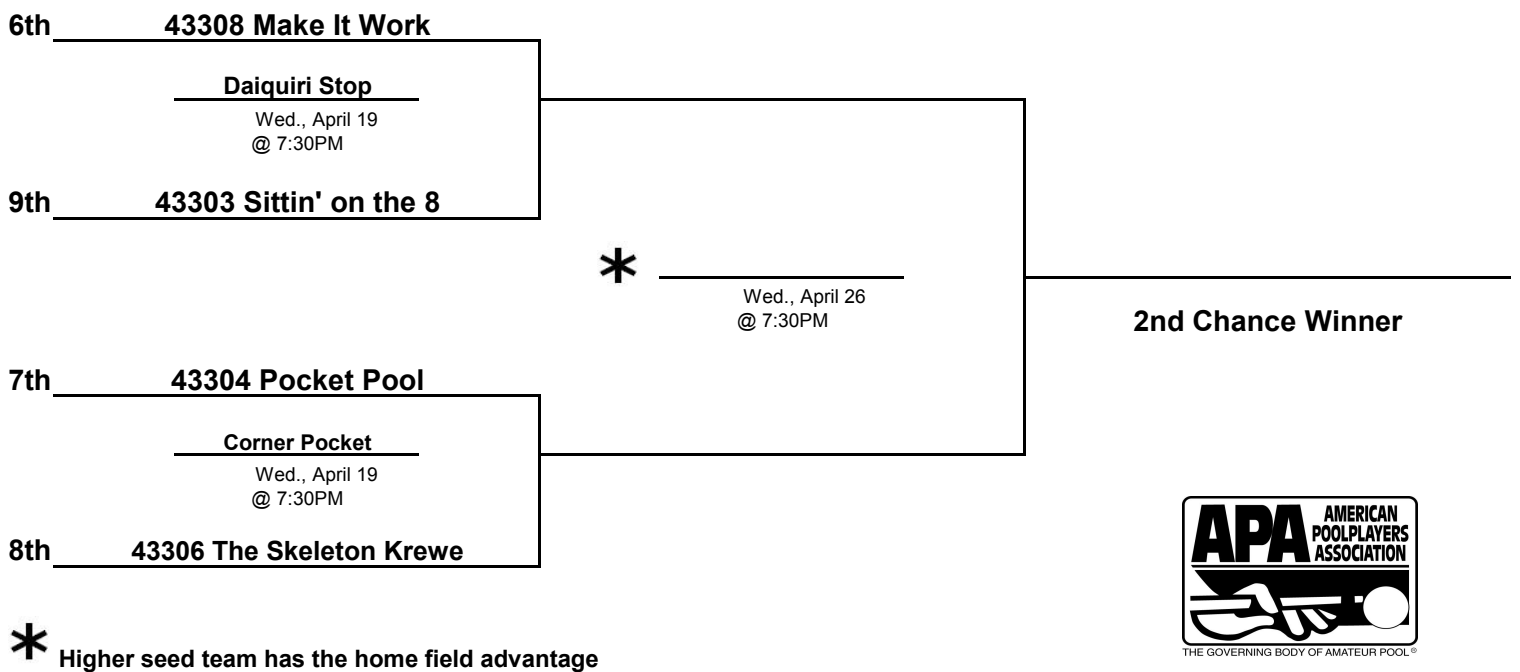 6th 43308 Make It Work
Daiquiri Stop
Wed., April 19
@ 7:30PM
9th 43303 Sittin' on the 8
* 
Wed., April 26
@ 7:30PM
2nd Chance Winner
7th 43304 Pocket Pool
Corner Pocket
Wed., April 19
@ 7:30PM
8th 43306 The Skeleton Krewe
* Higher seed team has the home field advantage
APA AMERICAN
POOLPLAYERS
ASSOCIATION
THE GOVERNING BODY OF AMATEUR POOL®